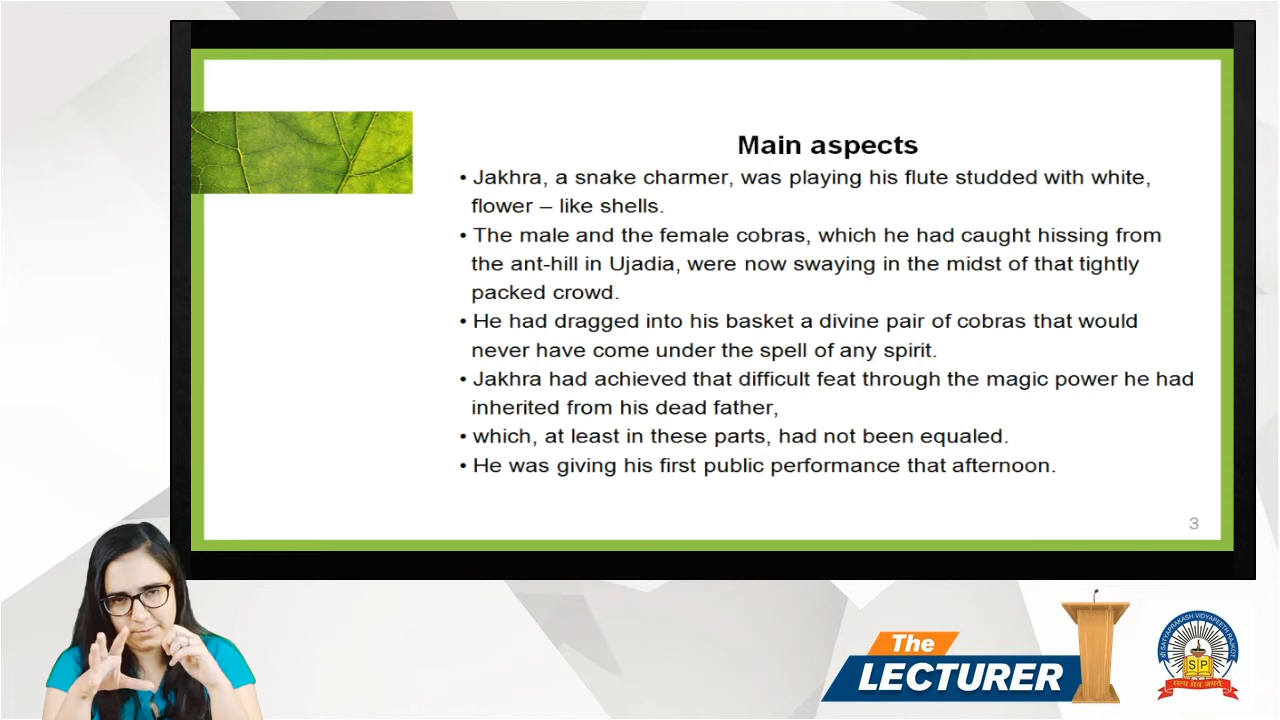 Main aspects
• Jakhra, a snake charmer, was playing his flute studded with white,
flower – like shells.
• The male and the female cobras, which he had caught hissing from
the ant-hill in Ujadia, were now swaying in the midst of that tightly
packed crowd.
• He had dragged into his basket a divine pair of cobras that would
never have come under the spell of any spirit.
• Jakhra had achieved that difficult feat through the magic power he had
inherited from his dead father,
• which, at least in these parts, had not been equaled.
• He was giving his first public performance that afternoon.
3
The
LECTURER
SATYAPRAKASH VIDYAPEETH RAJKOT
S P
सत्य मेव जयते